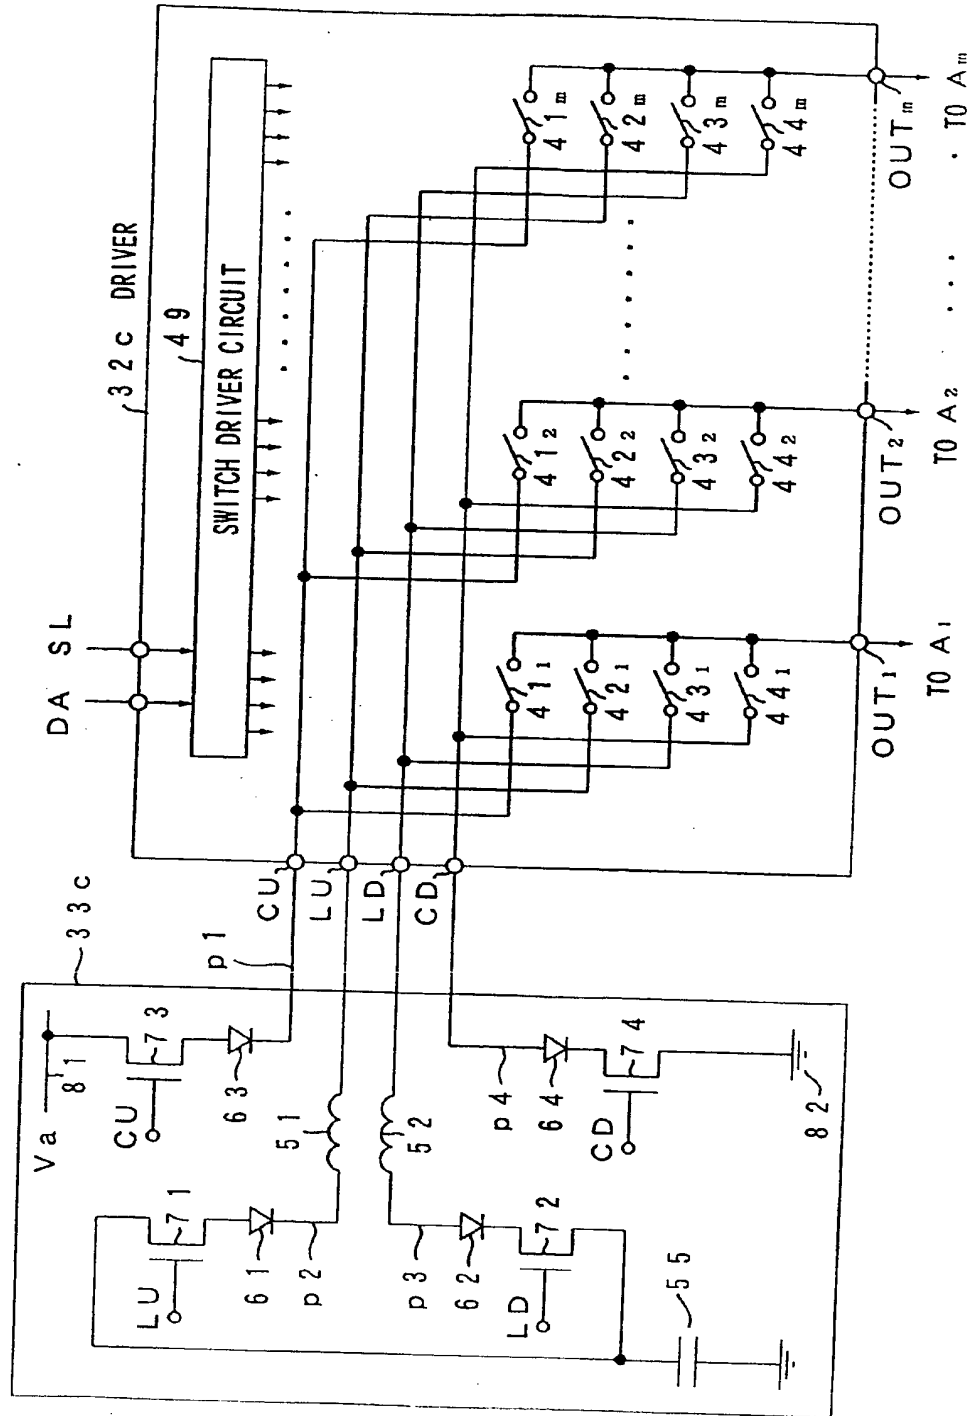 32c DRIVER
DA
SL
49
SWITCH DRIVER CIRCUIT
33c
Va
81
CU
73
63
p1
LU
71
61
p2
51
52
p3
62
LD
72
55
p4
64
CD
74
82
CU
LU
LD
CD
41₁
42₁
43₁
44₁
41₂
42₂
43₂
44₂
41ₘ
42ₘ
43ₘ
44ₘ
OUT₁
OUT₂
OUTₘ
TO A₁
TO A₂
TO Aₘ